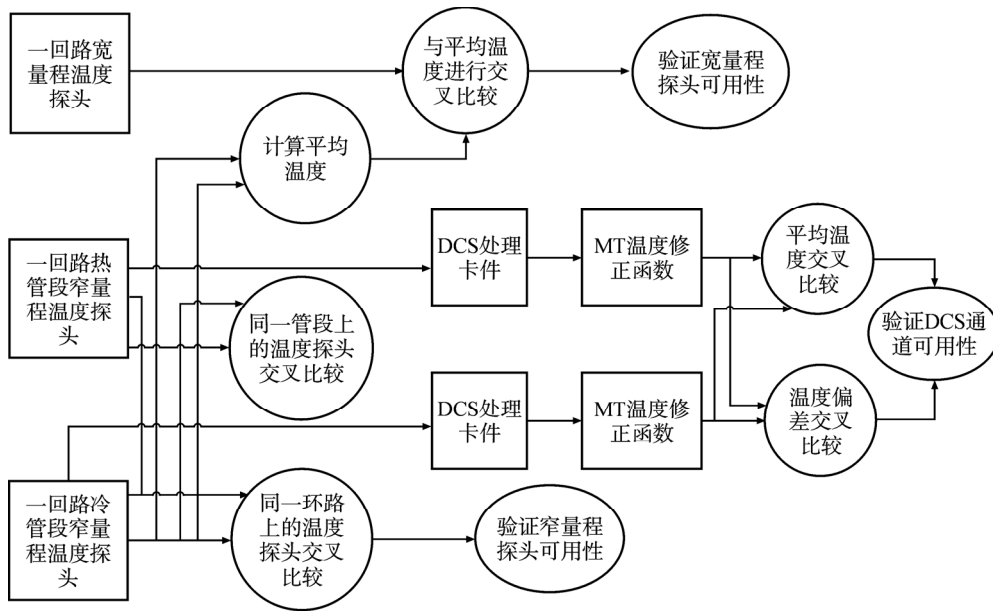 一回路宽
量程温度
探头
与平均温
度进行交
叉比较
验证宽量程
探头可用性
计算平均
温度
一回路热
管段窄量
程温度探
头
同一管段上
的温度探头
交叉比较
DCS处理
卡件
MT温度修
正函数
平均温
度交叉
比较
验证DCS通
道可用性
DCS处理
卡件
MT温度修
正函数
温度偏
差交叉
比较
一回路冷
管段窄量
程温度探
头
同一环路
上的温度
探头交叉
比较
验证窄量程
探头可用性